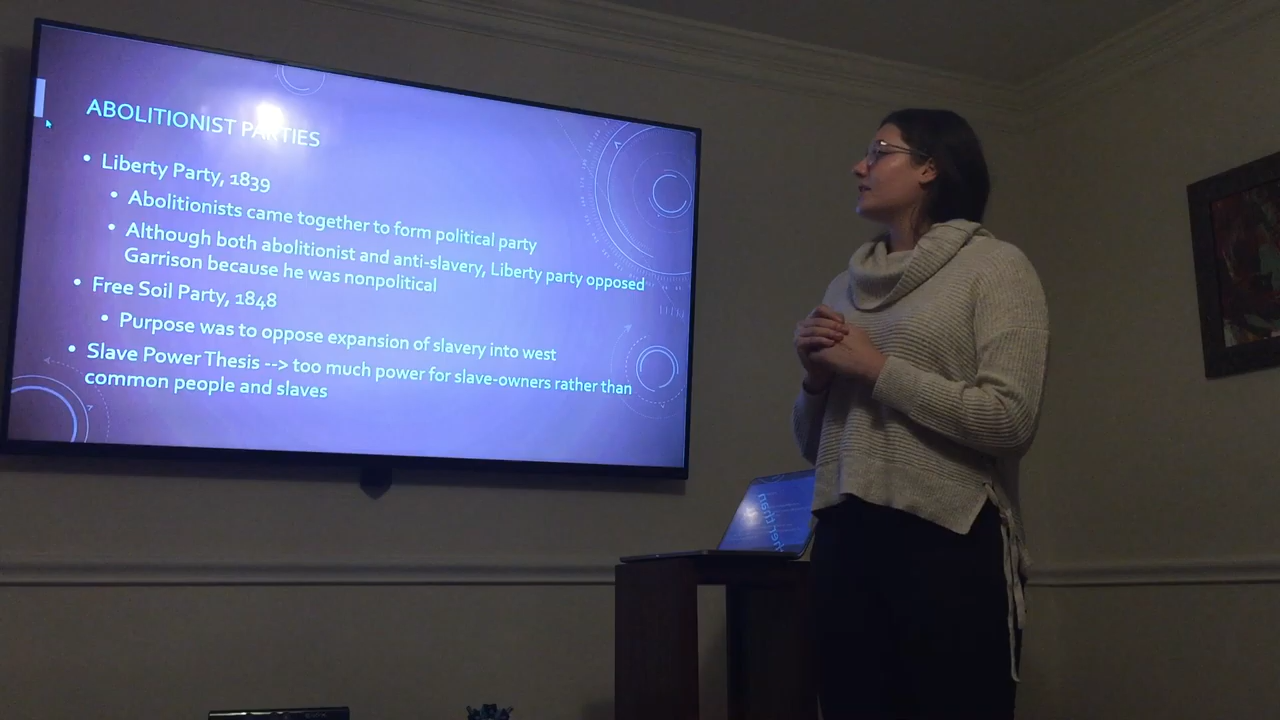 ABOLITIONIST PARTIES
• Liberty Party, 1839
• Abolitionists came together to form political party
• Although both abolitionist and anti-slavery, Liberty party opposed
Garrison because he was nonpolitical
• Free Soil Party, 1848
• Purpose was to oppose expansion of slavery into west
• Slave Power Thesis --> too much power for slave-owners rather than
common people and slaves